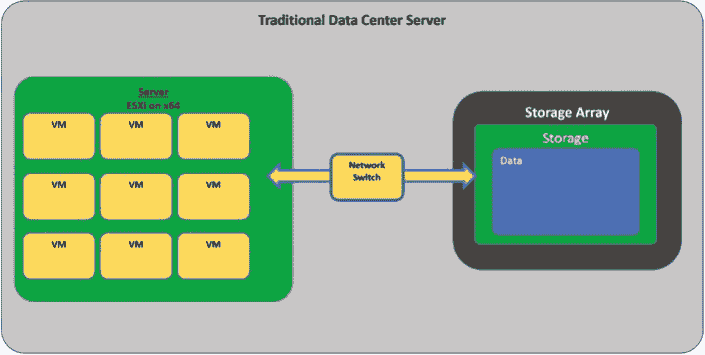 Traditional Data Center Server
Server
ESXi on x64
VM VM VM
VM VM VM
VM VM VM
Network
Switch
Storage Array
Storage
Data